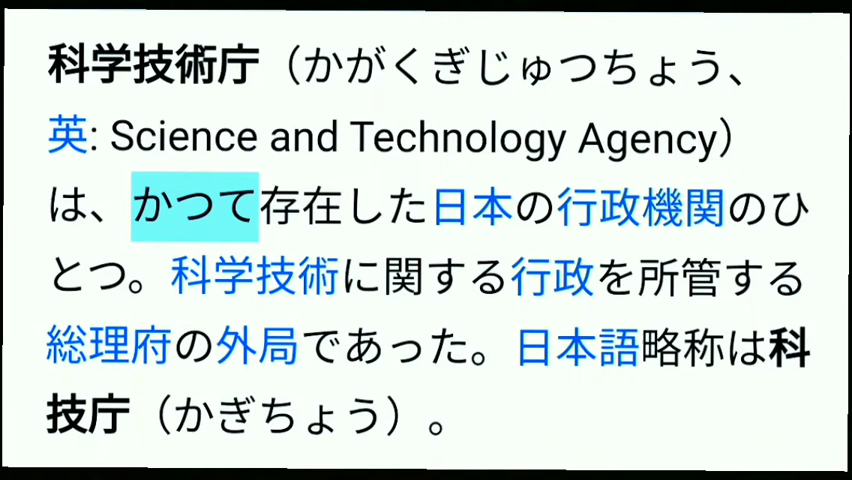 科学技術庁（かがくぎじゅつちょう、
英: Science and Technology Agency）
は、かつて存在した日本の行政機関のひ
とつ。科学技術に関する行政を所管する
総理府の外局であった。日本語略称は科
技庁（かぎちょう）。